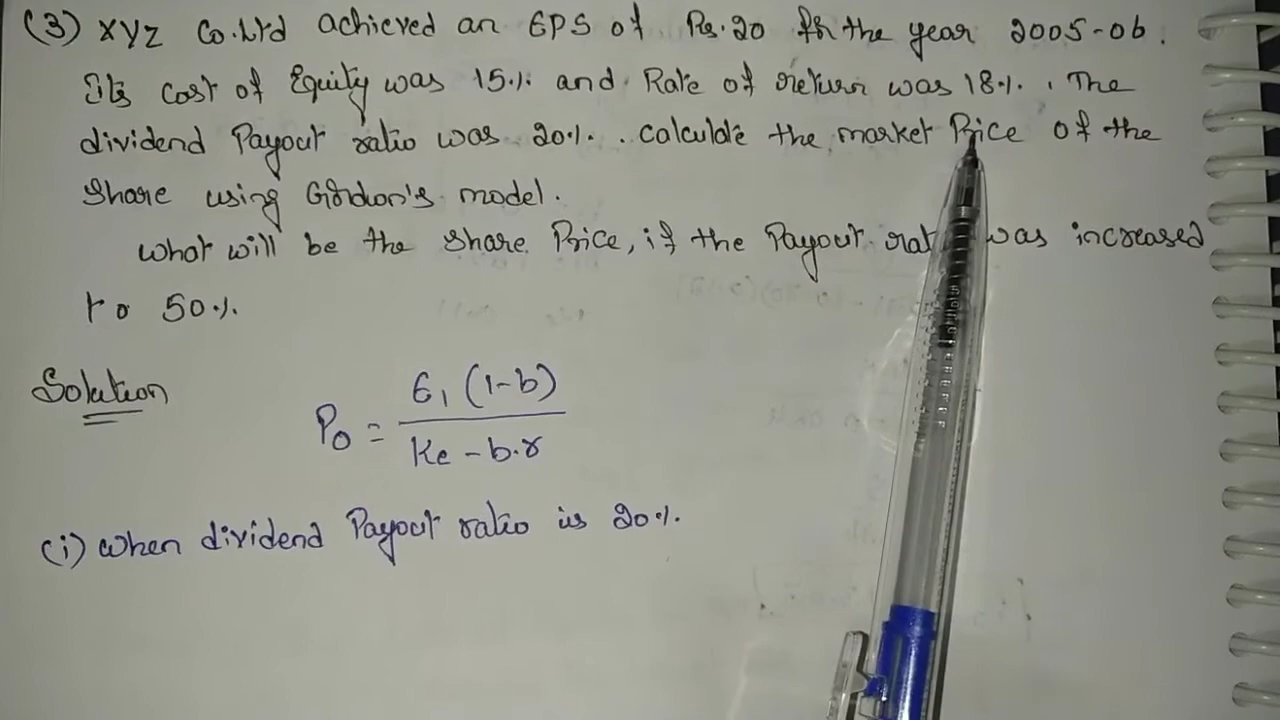 (3) XYZ Co.Ltd achieved an EPS of Rs.20 for the year 2005-06.
Its cost of Equity was 15% and Rate of return was 18%. The
dividend Payout ratio was 20%. calculate the market Price of the
Share using Gordon's model.
What will be the share Price, if the Payout rat was increased
to 50%.
Solution
P₀ = E₁ (1-b) / Ke - b.r
(i) When dividend Payout ratio is 20%.